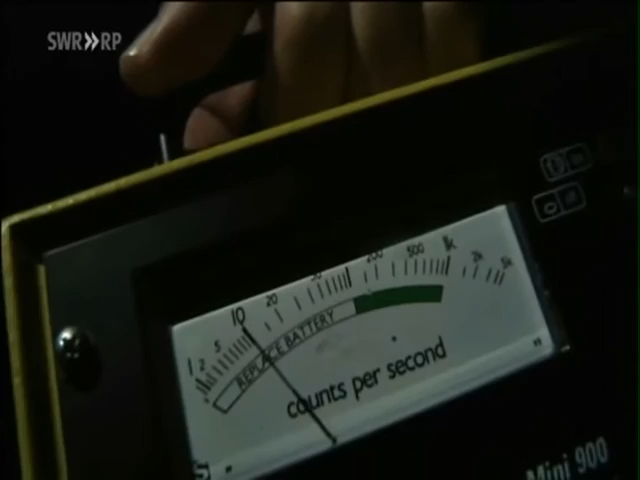 SWR»RP
1 2 5 10 20 50 200 500 1k 2k 5k
REPLACE BATTERY
counts per second
Mini 900